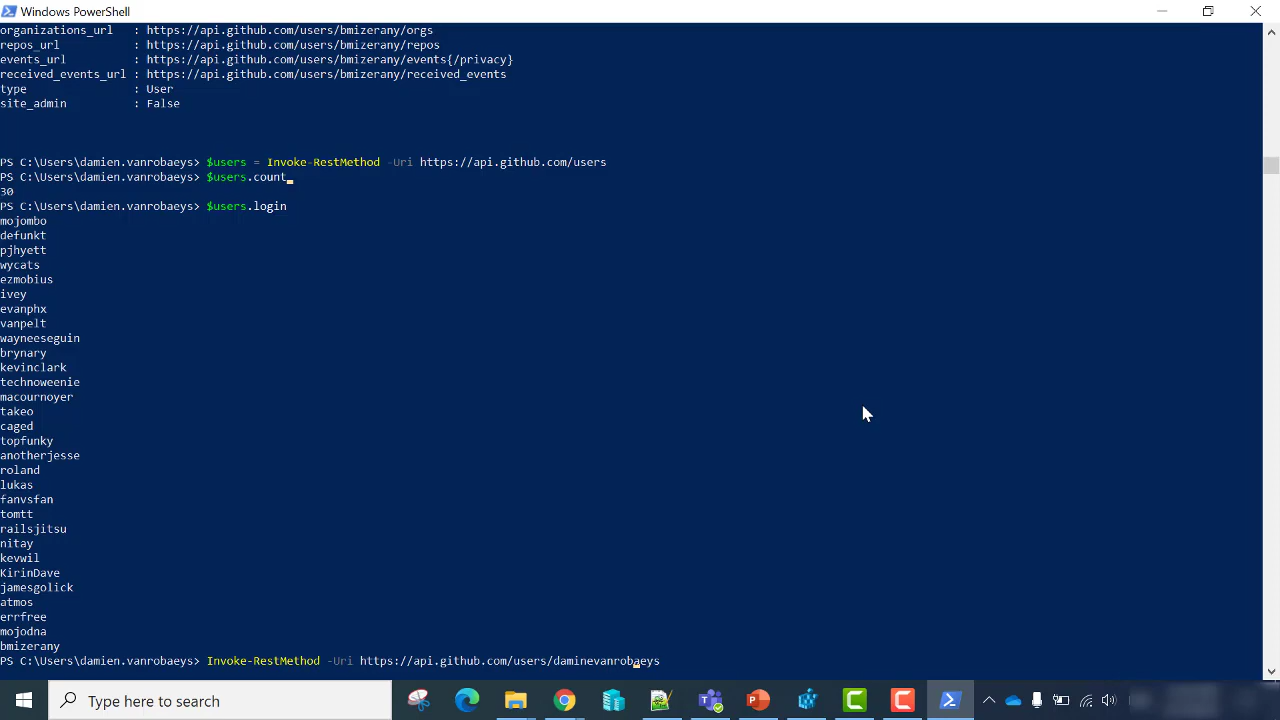 Windows PowerShell
organizations_url : https://api.github.com/users/bmizerany/orgs
repos_url : https://api.github.com/users/bmizerany/repos
events_url : https://api.github.com/users/bmizerany/events{/privacy}
received_events_url : https://api.github.com/users/bmizerany/received_events
type : User
site_admin : False
PS C:\Users\damien.vanrobaeys> $users = Invoke-RestMethod -Uri https://api.github.com/users
PS C:\Users\damien.vanrobaeys> $users.count
30
PS C:\Users\damien.vanrobaeys> $users.login
mojombo
defunkt
pjhyett
wycats
ezmobius
ivey
evanphx
vanpelt
wayneeseguin
brynary
kevinclark
technoweenie
macournoyer
takeo
caged
topfunky
anotherjesse
roland
lukas
fanvsfan
tomtt
railsjitsu
nitay
kevwil
KirinDave
jamesgolick
atmos
errfree
mojodna
bmizerany
PS C:\Users\damien.vanrobaeys> Invoke-RestMethod -Uri https://api.github.com/users/daminevanrobaeys
Type here to search